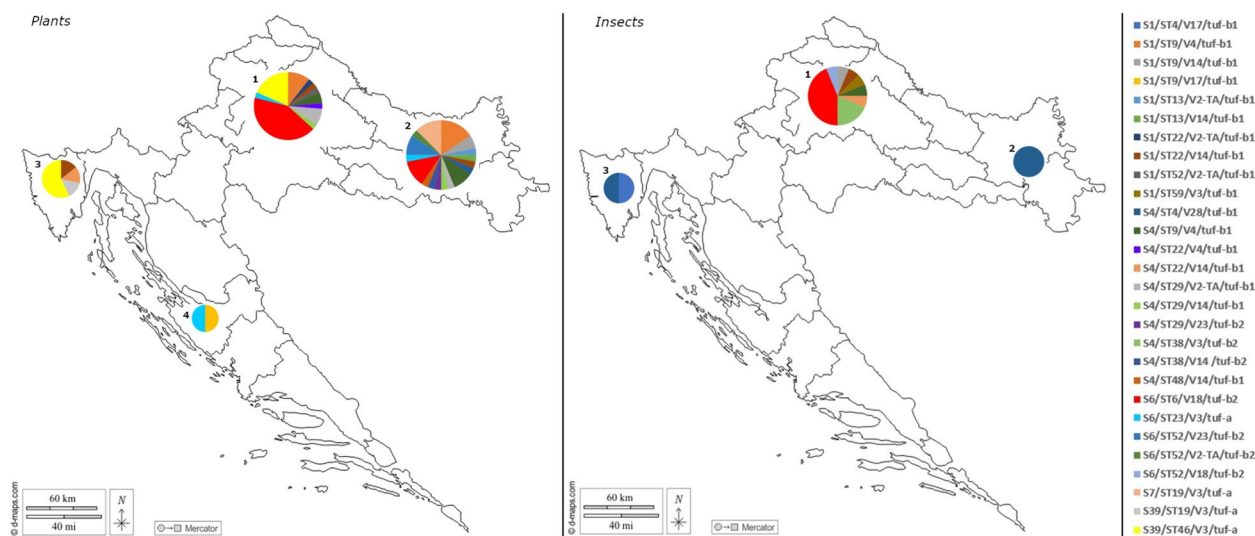 Plants
1
2
3
4
60 km
40 mi
N
Mercator
© d-maps.com
Insects
1
2
3
60 km
40 mi
N
Mercator
© d-maps.com
S1/ST4/V17/tuf-b1
S1/ST9/V4/tuf-b1
S1/ST9/V14/tuf-b1
S1/ST9/V17/tuf-b1
S1/ST13/V2-TA/tuf-b1
S1/ST13/V14/tuf-b1
S1/ST22/V2-TA/tuf-b1
S1/ST22/V14/tuf-b1
S1/ST52/V2-TA/tuf-b1
S1/ST59/V3/tuf-b1
S4/ST4/V28/tuf-b1
S4/ST9/V4/tuf-b1
S4/ST22/V4/tuf-b1
S4/ST22/V14/tuf-b1
S4/ST29/V2-TA/tuf-b1
S4/ST29/V14/tuf-b1
S4/ST29/V23/tuf-b2
S4/ST38/V3/tuf-b2
S4/ST38/V14 /tuf-b2
S4/ST48/V14/tuf-b1
S6/ST6/V18/tuf-b2
S6/ST23/V3/tuf-a
S6/ST52/V23/tuf-b2
S6/ST52/V2-TA/tuf-b2
S6/ST52/V18/tuf-b2
S7/ST19/V3/tuf-a
S39/ST19/V3/tuf-a
S39/ST46/V3/tuf-a